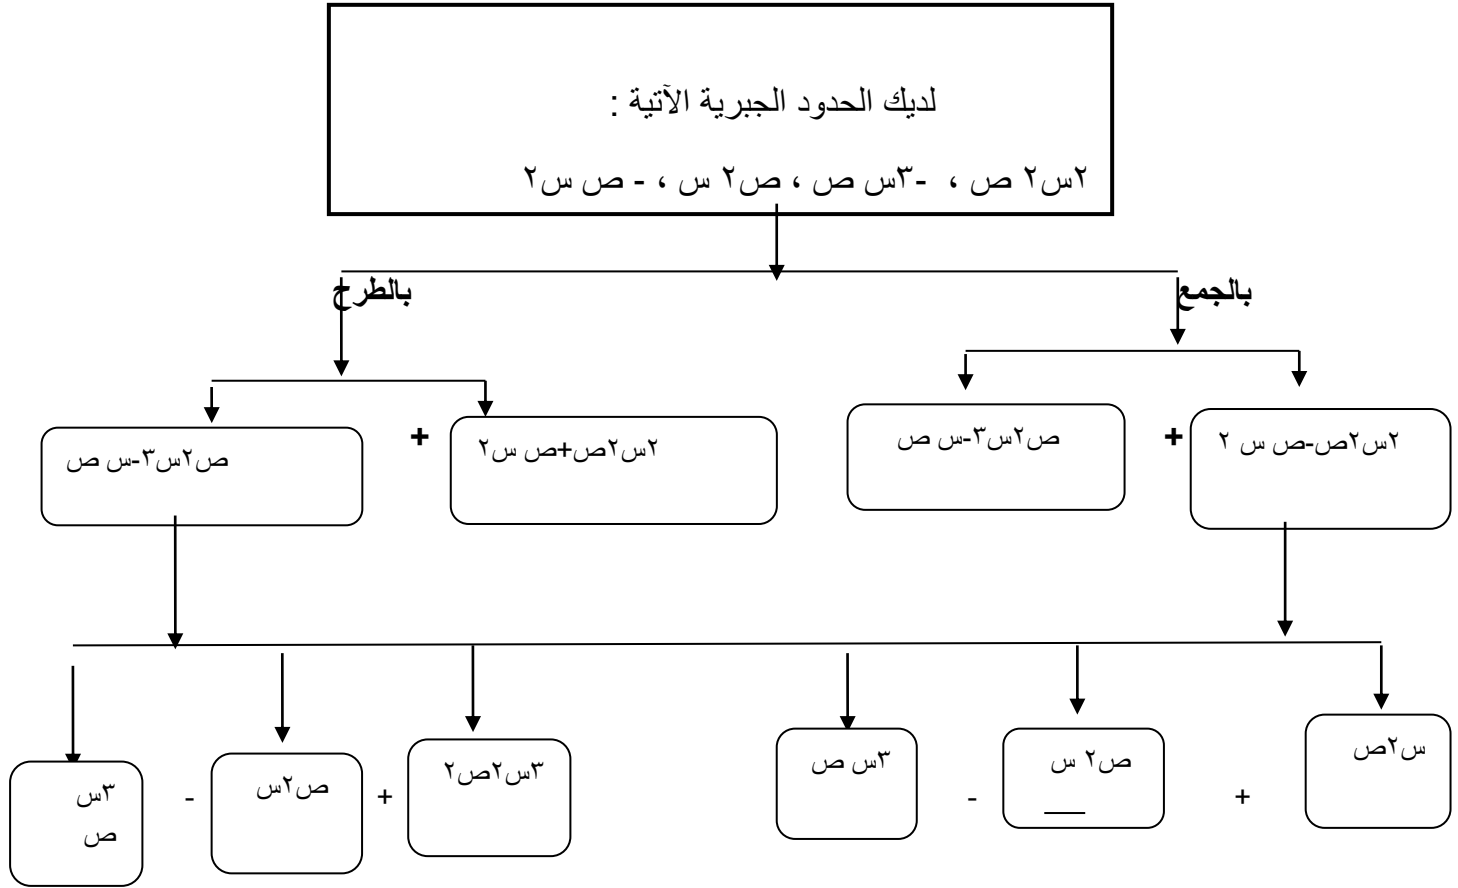 لديك الحدود الجبرية الآتية :
٢س٢ ص ، -٣س ص ، ص٢ س ، - ص س٢
بالجمع
بالطرح
٢س٢ص-ص س ٢
+
ص٢س٣-س ص
٢س٢ص+ص س٢
+
ص٢س٣-س ص
س٢ص
+
ص٢ س
-
٣س ص
٣س٢ص٢
+
ص٢س
-
٣س
ص